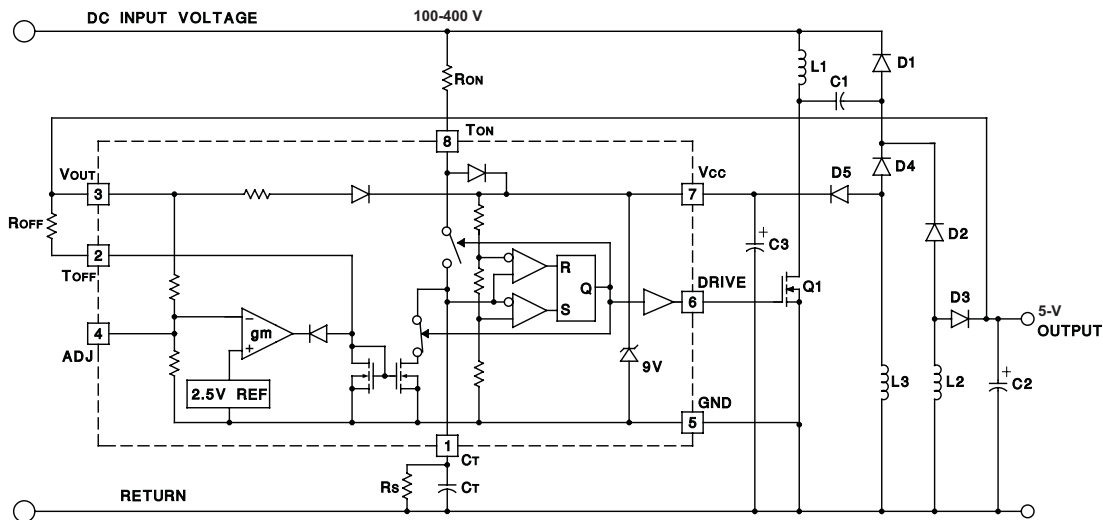 DC INPUT VOLTAGE
100-400 V
RON
L1
D1
C1
8
TON
VOUT
3
VCC
7
D5
D4
ROFF
2
TOFF
C3
D2
R
Q
S
DRIVE
6
Q1
4
ADJ
gm
D3
5-V
OUTPUT
2.5V REF
9V
L3
L2
C2
GND
5
1
CT
RS
CT
RETURN
+
+
−
+